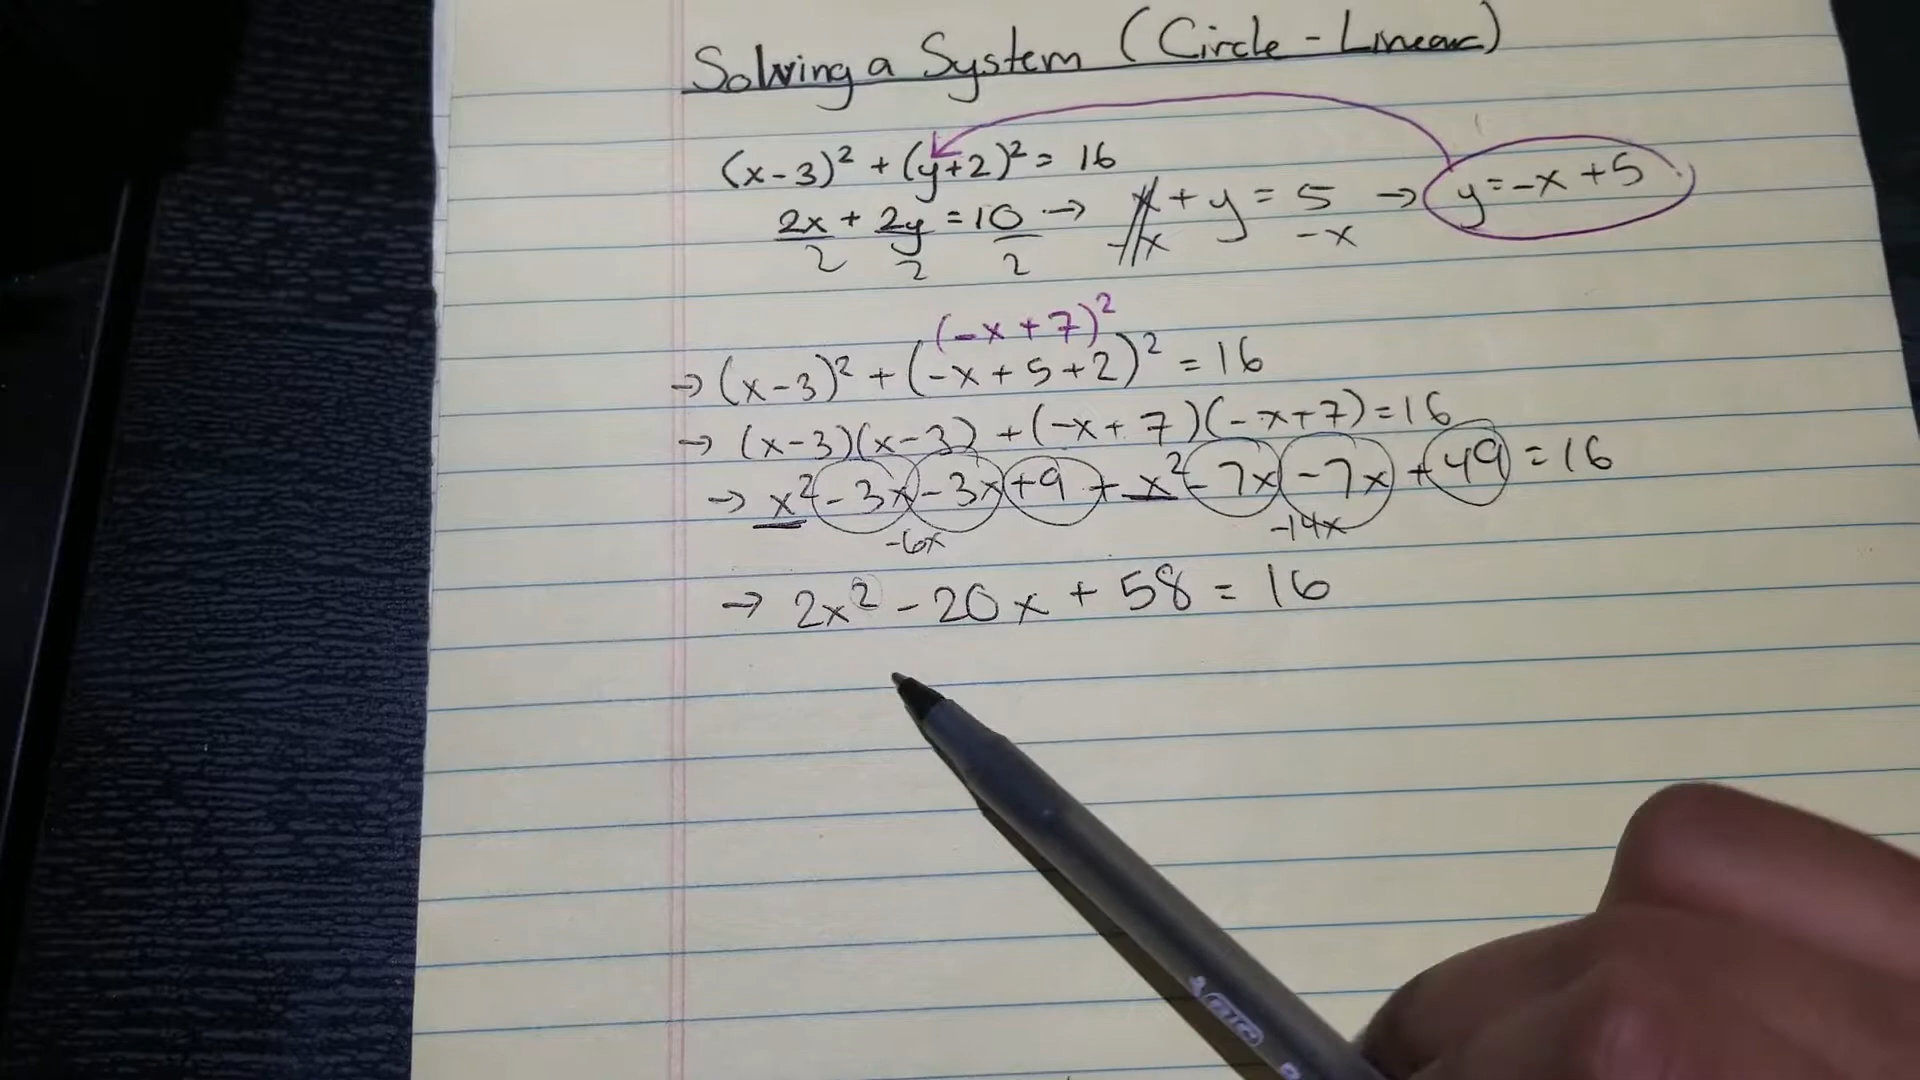 Solving a System (Circle - Linear)
(x-3)² + (y+2)² = 16
2x + 2y = 10 → x + y = 5 → y = -x + 5
2 2 2 -x -x
(-x + 7)²
→ (x-3)² + (-x + 5 + 2)² = 16
→ (x-3)(x-3) + (-x + 7)(-x+7) = 16
→ x² - 3x - 3x + 9 + x² - 7x - 7x + 49 = 16
-6x -14x
→ 2x² - 20x + 58 = 16
BIC